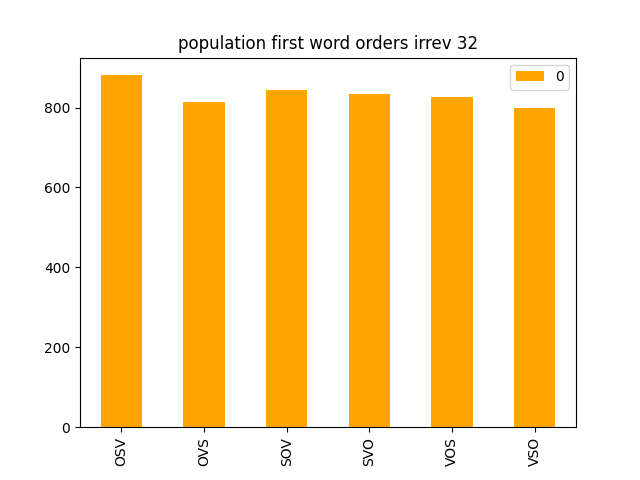 population first word orders irrev 32
0
800
600
400
200
0
OSV
OVS
SOV
SVO
VOS
VSO